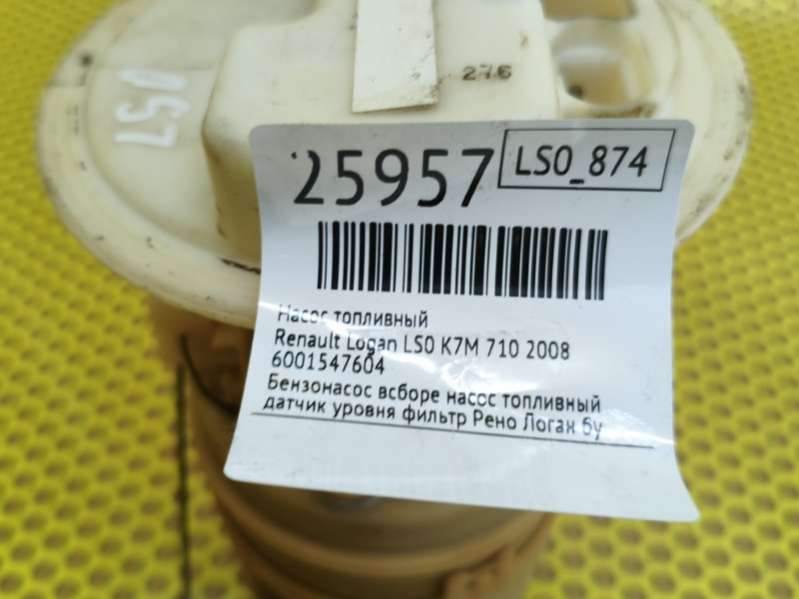 276
LS0
25957
LS0_874
Насос топливный
Renault Logan LS0 K7M 710 2008
6001547604
Бензонасос всборе насос топливный
датчик уровня фильтр Рено Логан бу